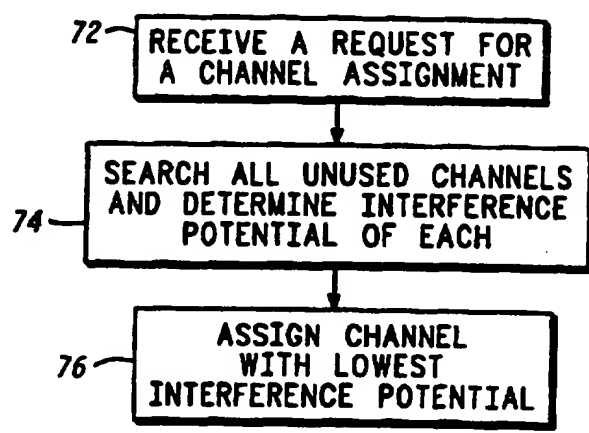 72
RECEIVE A REQUEST FOR
A CHANNEL ASSIGNMENT
74
SEARCH ALL UNUSED CHANNELS
AND DETERMINE INTERFERENCE
POTENTIAL OF EACH
76
ASSIGN CHANNEL
WITH LOWEST
INTERFERENCE POTENTIAL